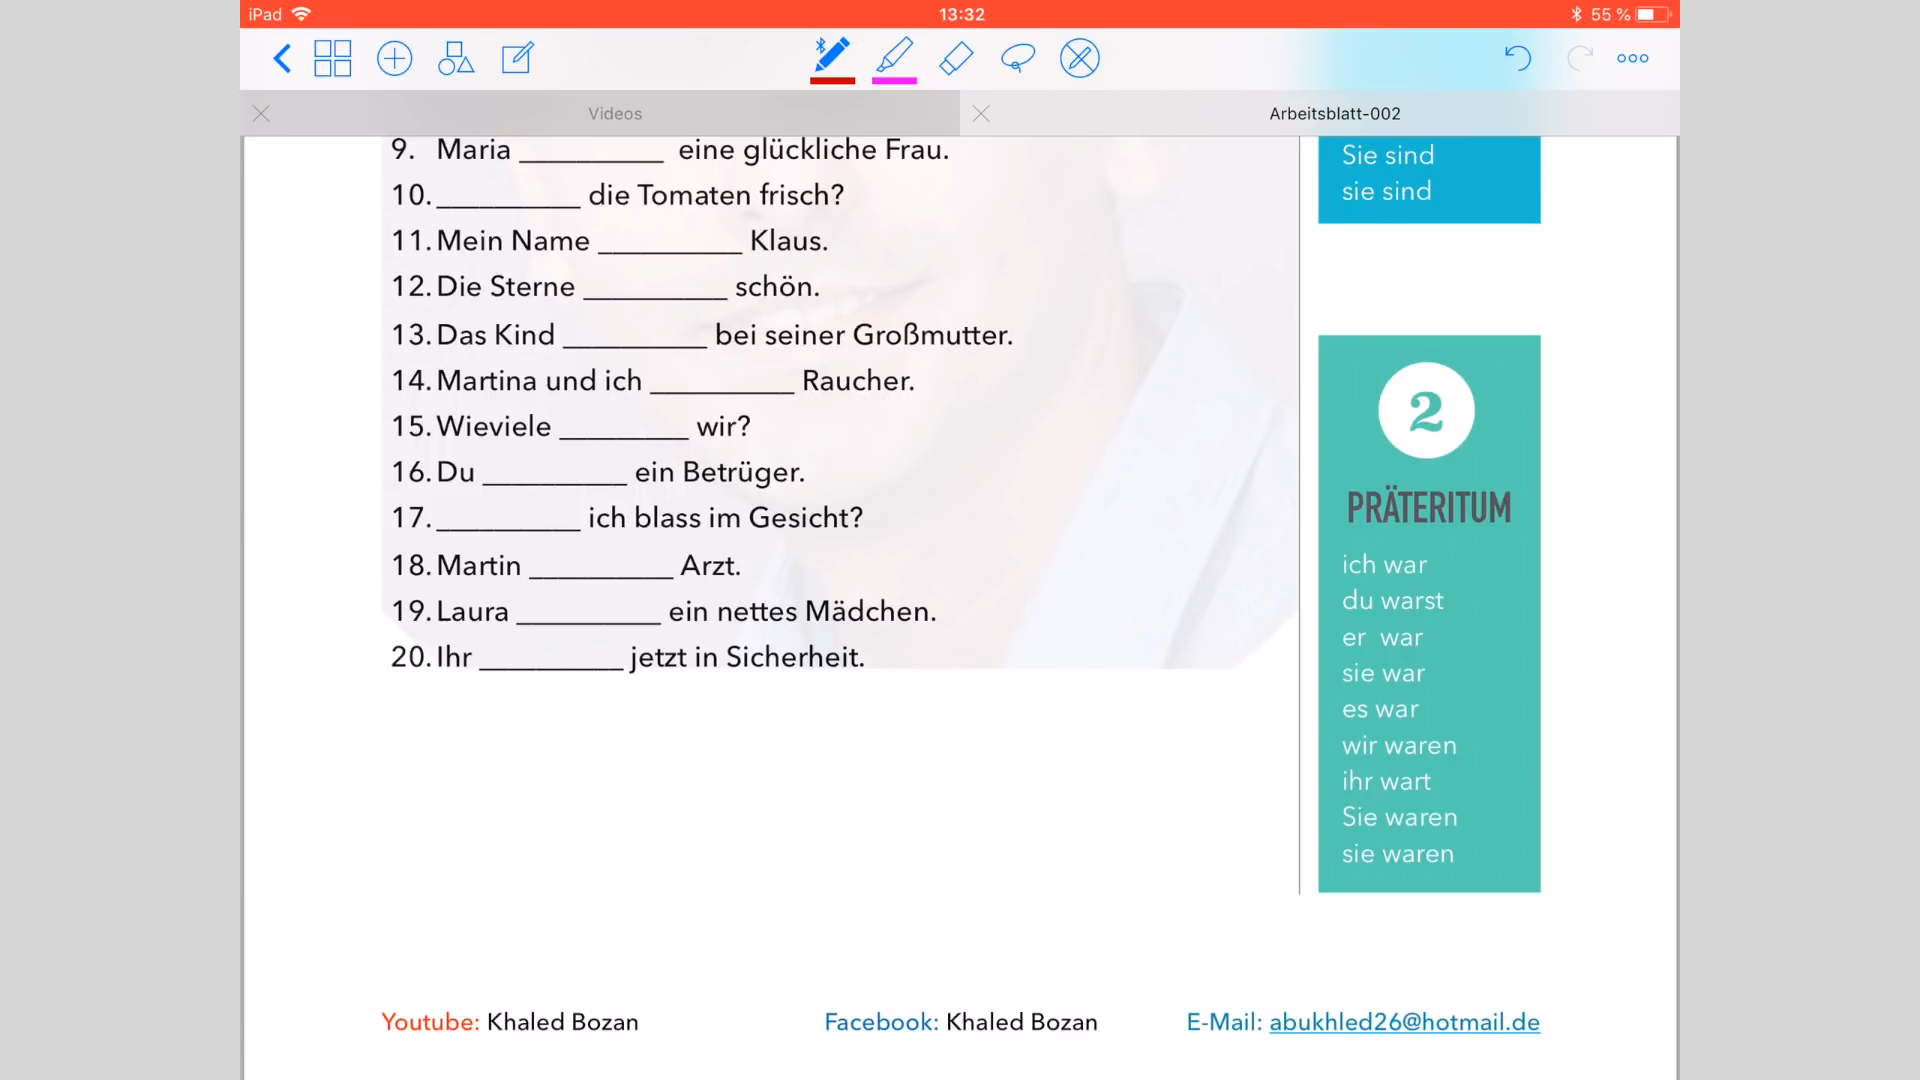 iPad 13:32 55 %
Videos Arbeitsblatt-002
9. Maria __________ eine glückliche Frau.
10.__________ die Tomaten frisch?
11.Mein Name __________ Klaus.
12.Die Sterne __________ schön.
13.Das Kind __________ bei seiner Großmutter.
14.Martina und ich __________ Raucher.
15.Wieviele _________ wir?
16.Du __________ ein Betrüger.
17.__________ ich blass im Gesicht?
18.Martin __________ Arzt.
19.Laura __________ ein nettes Mädchen.
20.Ihr __________ jetzt in Sicherheit.
Sie sind
sie sind
2
PRÄTERITUM
ich war
du warst
er war
sie war
es war
wir waren
ihr wart
Sie waren
sie waren
Youtube: Khaled Bozan Facebook: Khaled Bozan E-Mail: abukhled26@hotmail.de